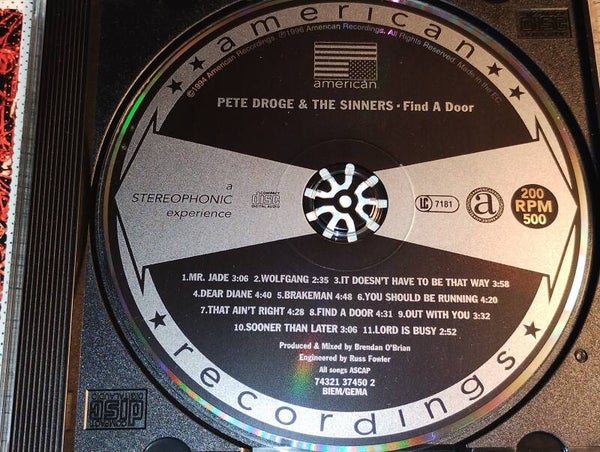 american
©1994 American Recordings. ℗1996 American Recordings. All Rights Reserved. Made in the E.C.
american
PETE DROGE & THE SINNERS · Find A Door
a
STEREOPHONIC
experience
COMPACT
disc
DIGITAL AUDIO
LC 7181
a
200
RPM
500
1.MR. JADE 3:06 2.WOLFGANG 2:35 3.IT DOESN'T HAVE TO BE THAT WAY 3:58
4.DEAR DIANE 4:40 5.BRAKEMAN 4:48 6.YOU SHOULD BE RUNNING 4:20
7.THAT AIN'T RIGHT 4:28 8.FIND A DOOR 4:31 9.OUT WITH YOU 3:32
10.SOONER THAN LATER 3:06 11.LORD IS BUSY 2:52
Produced & Mixed by Brendan O'Brian
Engineered by Russ Fowler
All songs ASCAP
74321 37450 2
BIEM/GEMA
recordings
COMPACT
disc
DIGITAL AUDIO